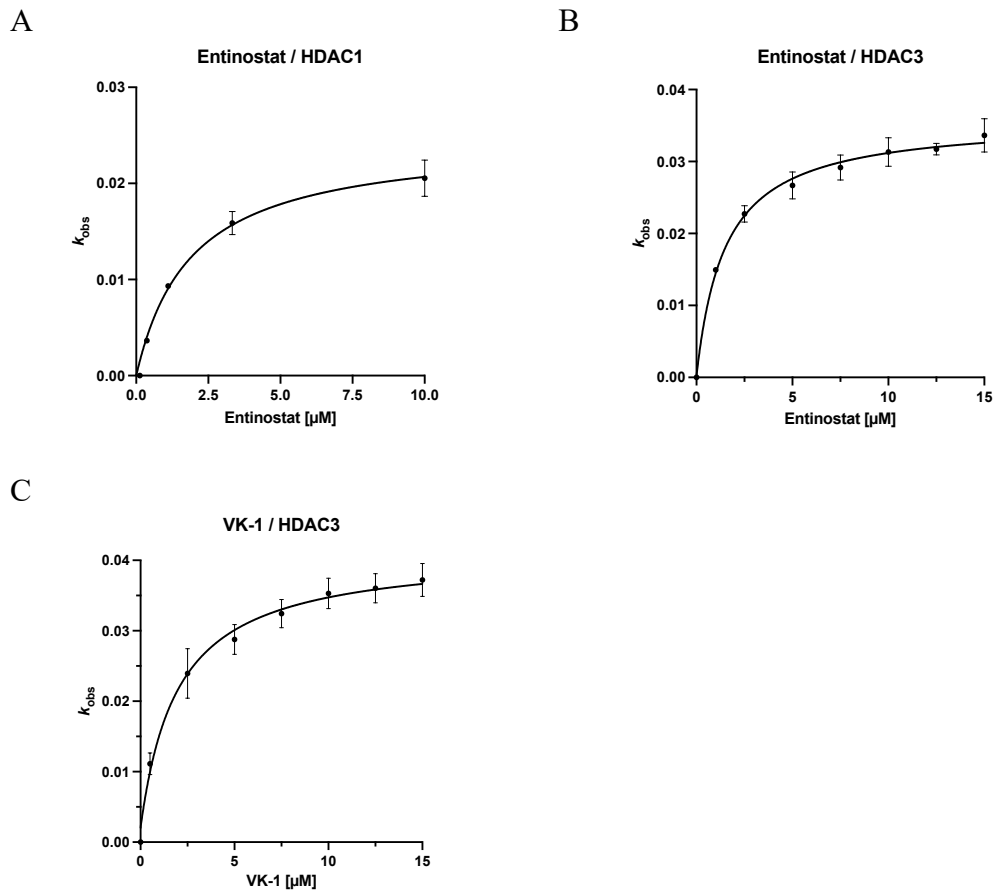 A
Entinostat / HDAC1
0.03
0.02
0.01
0.00
kobs
0.0 2.5 5.0 7.5 10.0
Entinostat [µM]
B
Entinostat / HDAC3
0.04
0.03
0.02
0.01
0.00
kobs
0 5 10 15
Entinostat [µM]
C
VK-1 / HDAC3
0.04
0.03
0.02
0.01
0.00
kobs
0 5 10 15
VK-1 [µM]